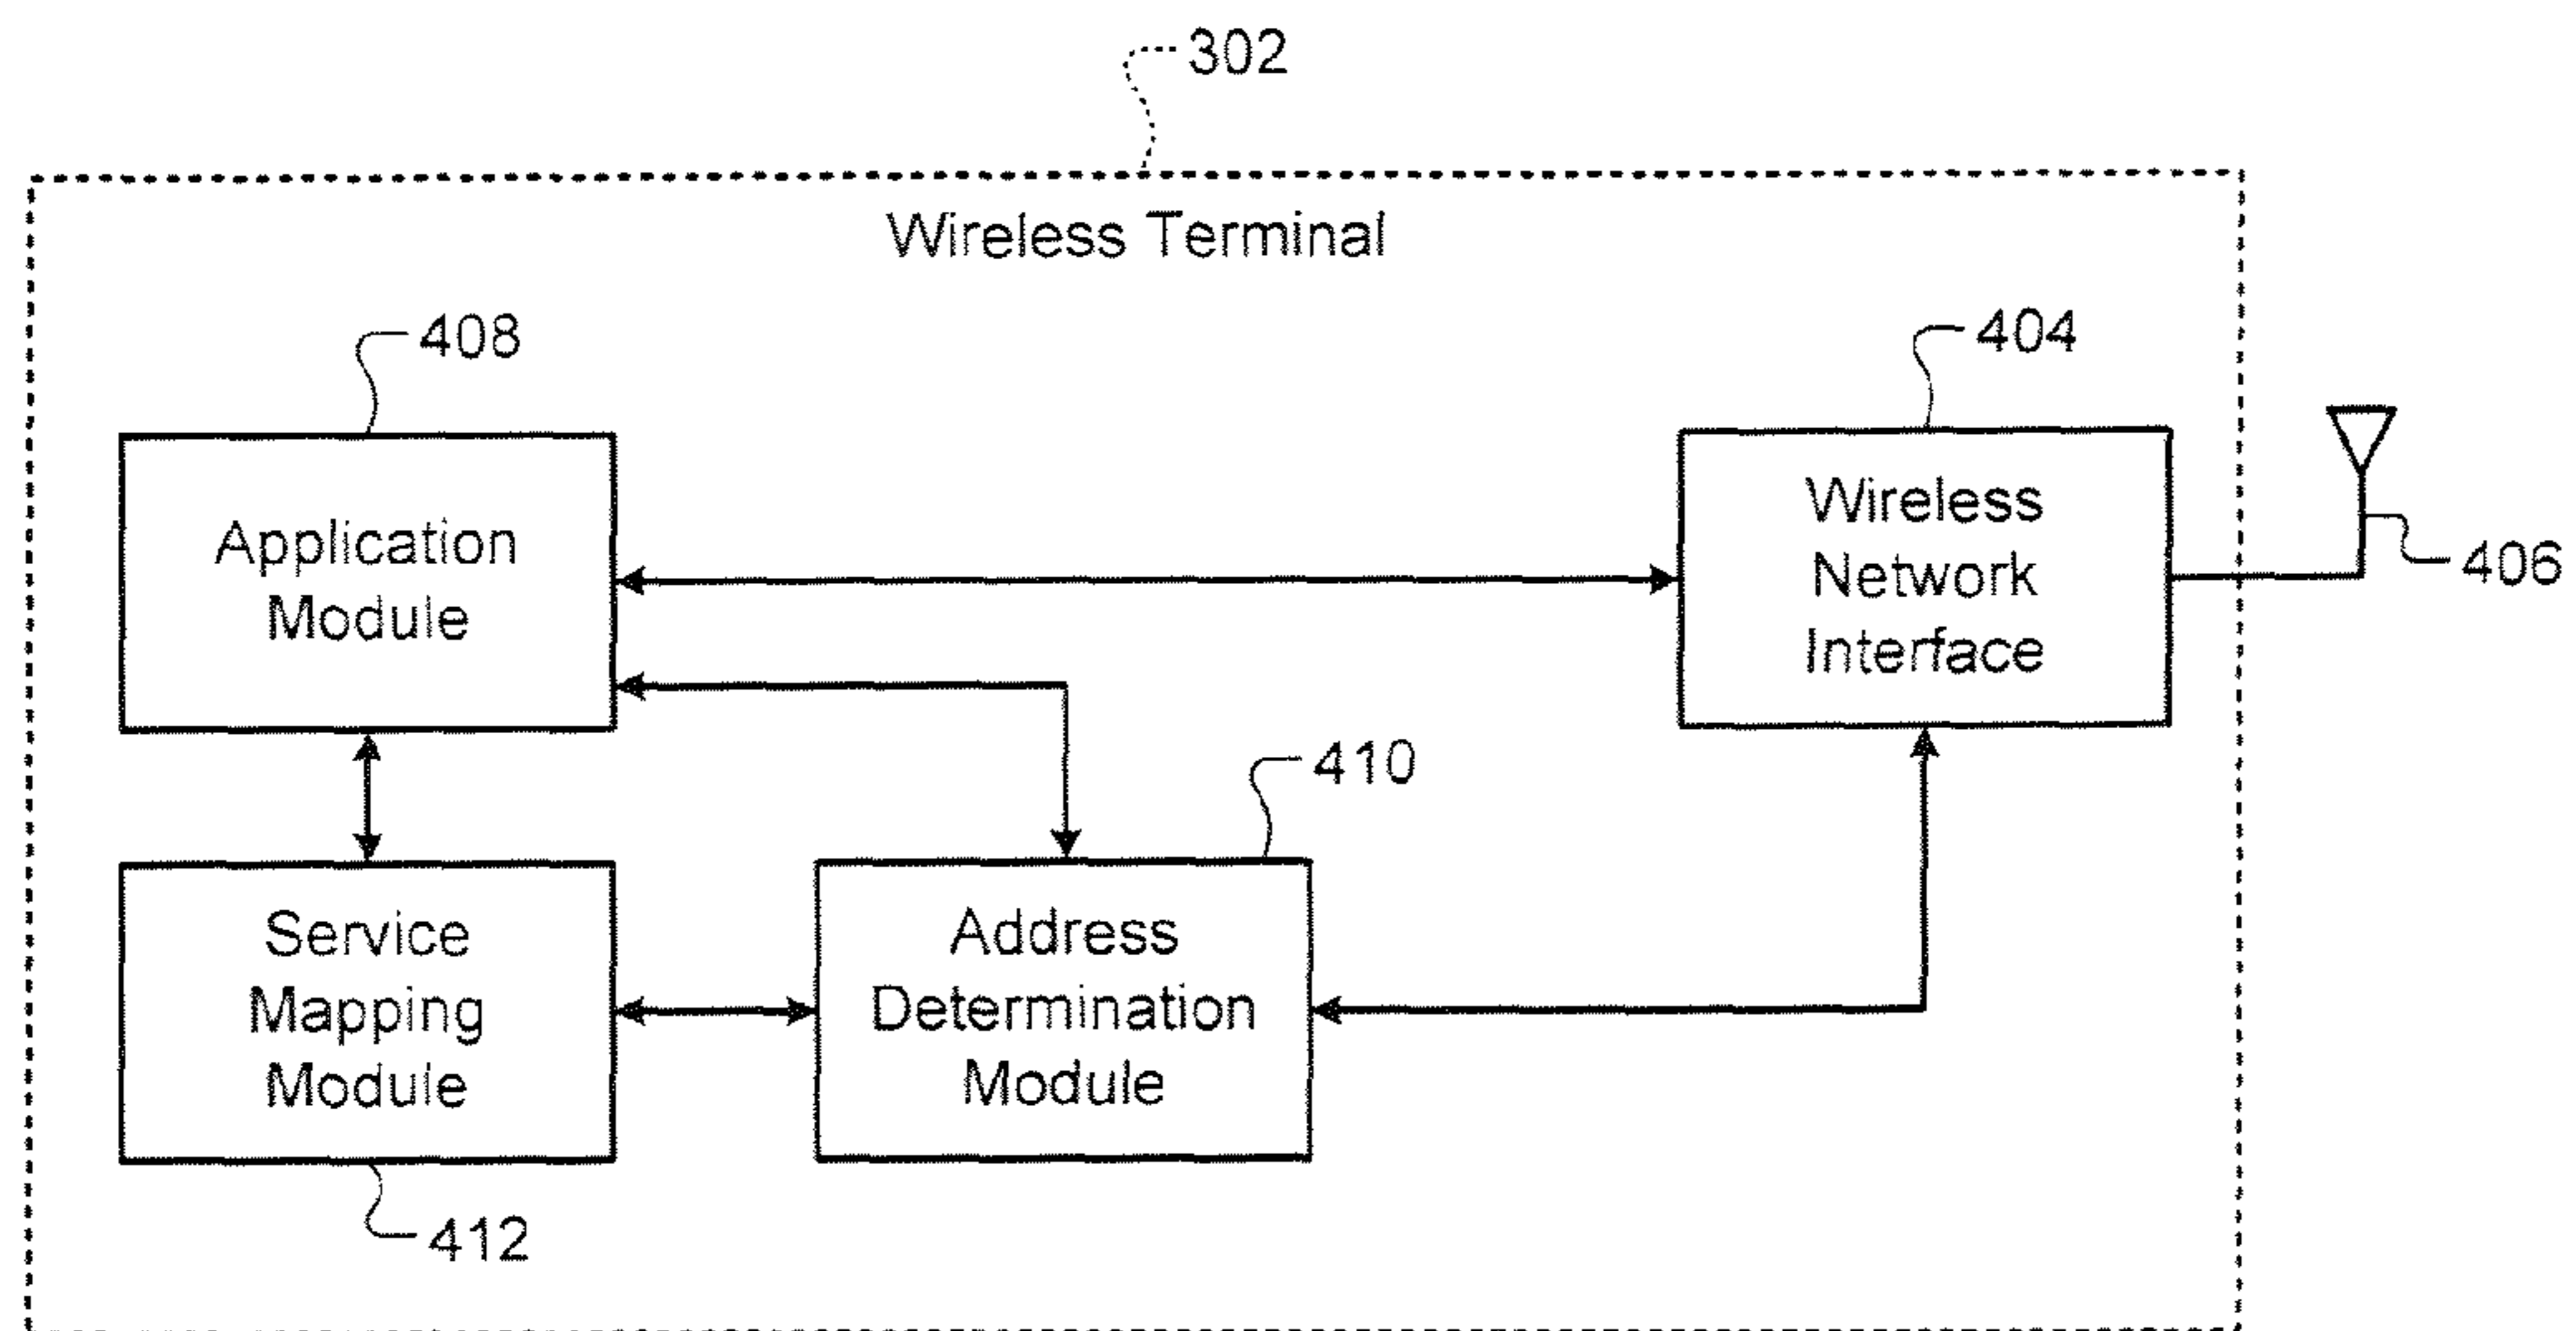 302
Wireless Terminal
408
404
Application
Module
Wireless
Network
Interface
406
410
Service
Mapping
Module
Address
Determination
Module
412